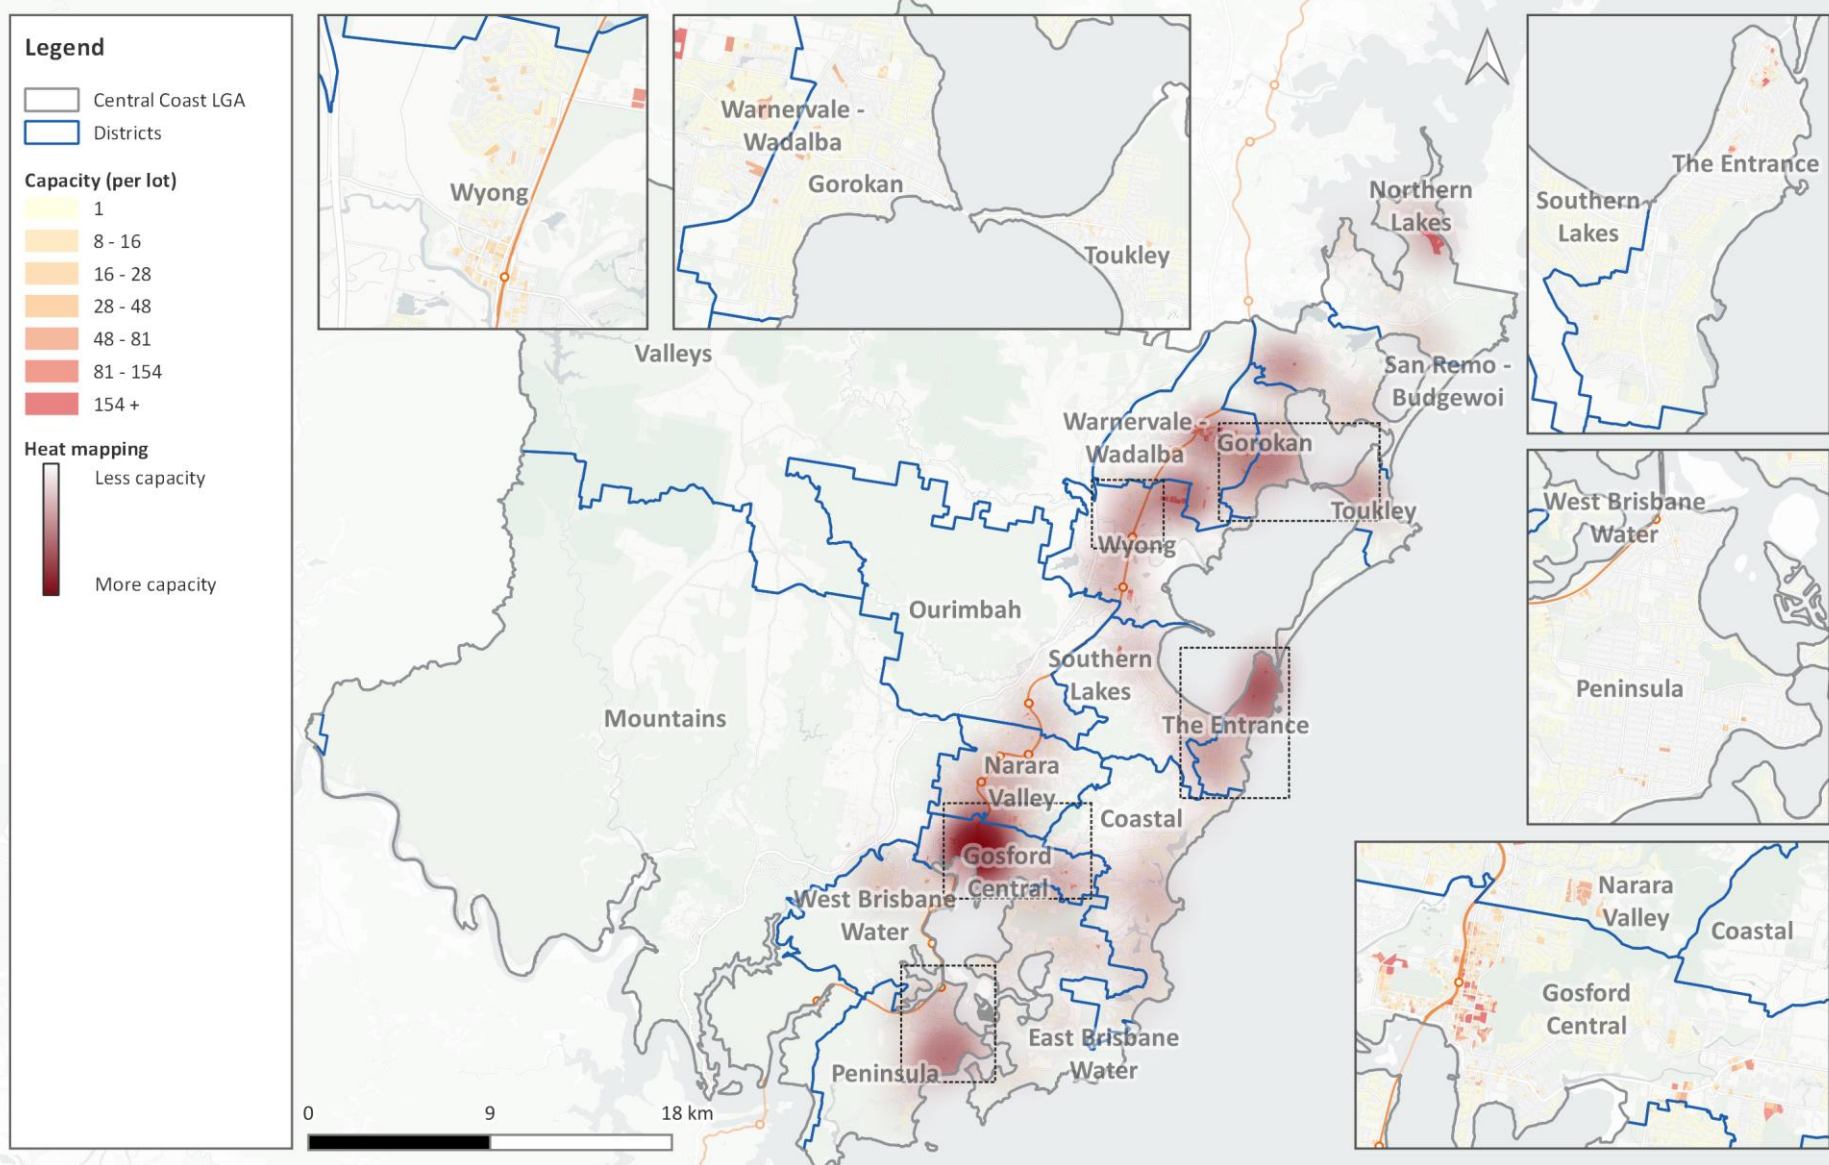 Legend
Central Coast LGA
Districts
Capacity (per lot)
1
8 - 16
16 - 28
28 - 48
48 - 81
81 - 154
154 +
Heat mapping
Less capacity
More capacity
Wyong
Warnervale -
Wadalba
Gorokan
Toukley
The Entrance
Southern
Lakes
Northern
Lakes
Valleys
San Remo -
Budgewoi
Warnervale -
Wadalba
Gorokan
Toukley
Wyong
Ourimbah
Southern
Lakes
Mountains
The Entrance
Narara
Valley
Coastal
Gosford
Central
West Brisbane
Water
East Brisbane
Water
Peninsula
West Brisbane
Water
Peninsula
Narara
Valley
Coastal
Gosford
Central
0
9
18 km